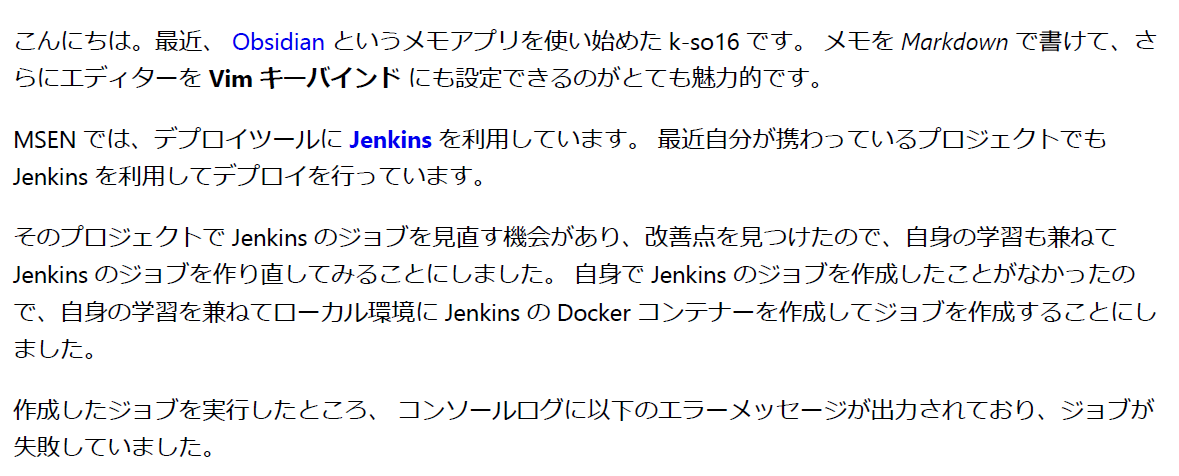 こんにちは。最近、 Obsidian というメモアプリを使い始めた k-so16 です。 メモを Markdown で書けて、さ
らにエディターを Vim キーバインド にも設定できるのがとても魅力的です。
MSEN では、デプロイツールに Jenkins を利用しています。 最近自分が携わっているプロジェクトでも
Jenkins を利用してデプロイを行っています。
そのプロジェクトで Jenkins のジョブを見直す機会があり、改善点を見つけたので、自身の学習も兼ねて
Jenkins のジョブを作り直してみることにしました。 自身で Jenkins のジョブを作成したことがなかったの
で、自身の学習を兼ねてローカル環境に Jenkins の Docker コンテナーを作成してジョブを作成することにし
ました。
作成したジョブを実行したところ、 コンソールログに以下のエラーメッセージが出力されており、ジョブが
失敗していました。